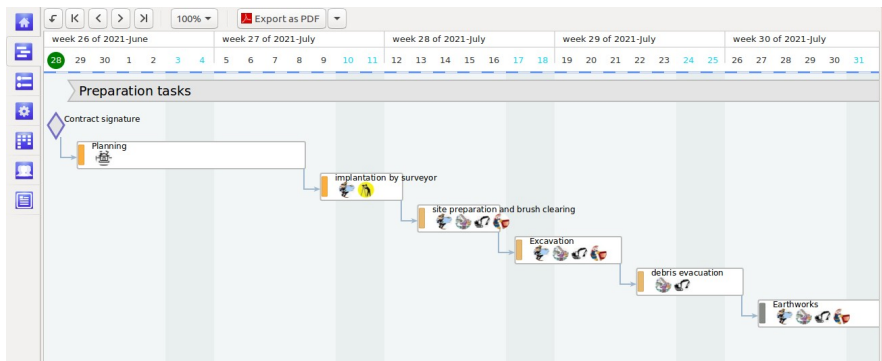 100%
Export as PDF
week 26 of 2021-June week 27 of 2021-July week 28 of 2021-July week 29 of 2021-July week 30 of 2021-July
28 29 30 1 2 3 4 5 6 7 8 9 10 11 12 13 14 15 16 17 18 19 20 21 22 23 24 25 26 27 28 29 30 31
Preparation tasks
Contract signature
Planning
implantation by surveyor
site preparation and brush clearing
Excavation
debris evacuation
Earthworks